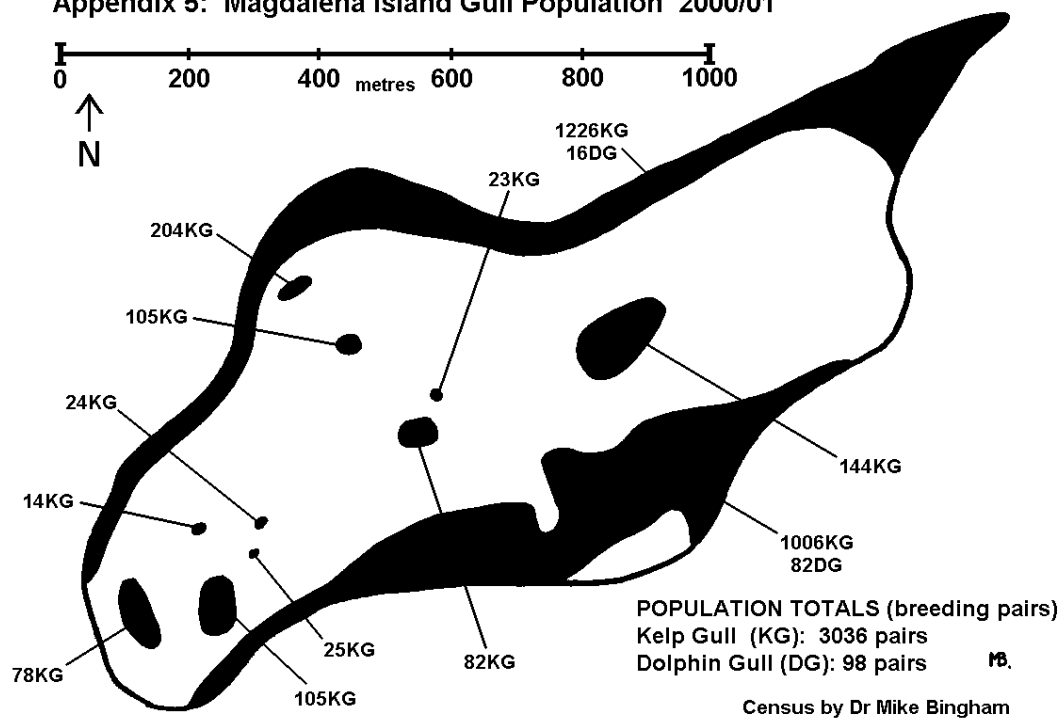 Appendix 5: Magdalena Island Gull Population 2000/01
0 200 400 metres 600 800 1000
N
1226KG
16DG
23KG
204KG
105KG
24KG
14KG
144KG
1006KG
82DG
78KG
105KG
25KG
82KG
POPULATION TOTALS (breeding pairs)
Kelp Gull (KG): 3036 pairs
Dolphin Gull (DG): 98 pairs
MB.
Census by Dr Mike Bingham